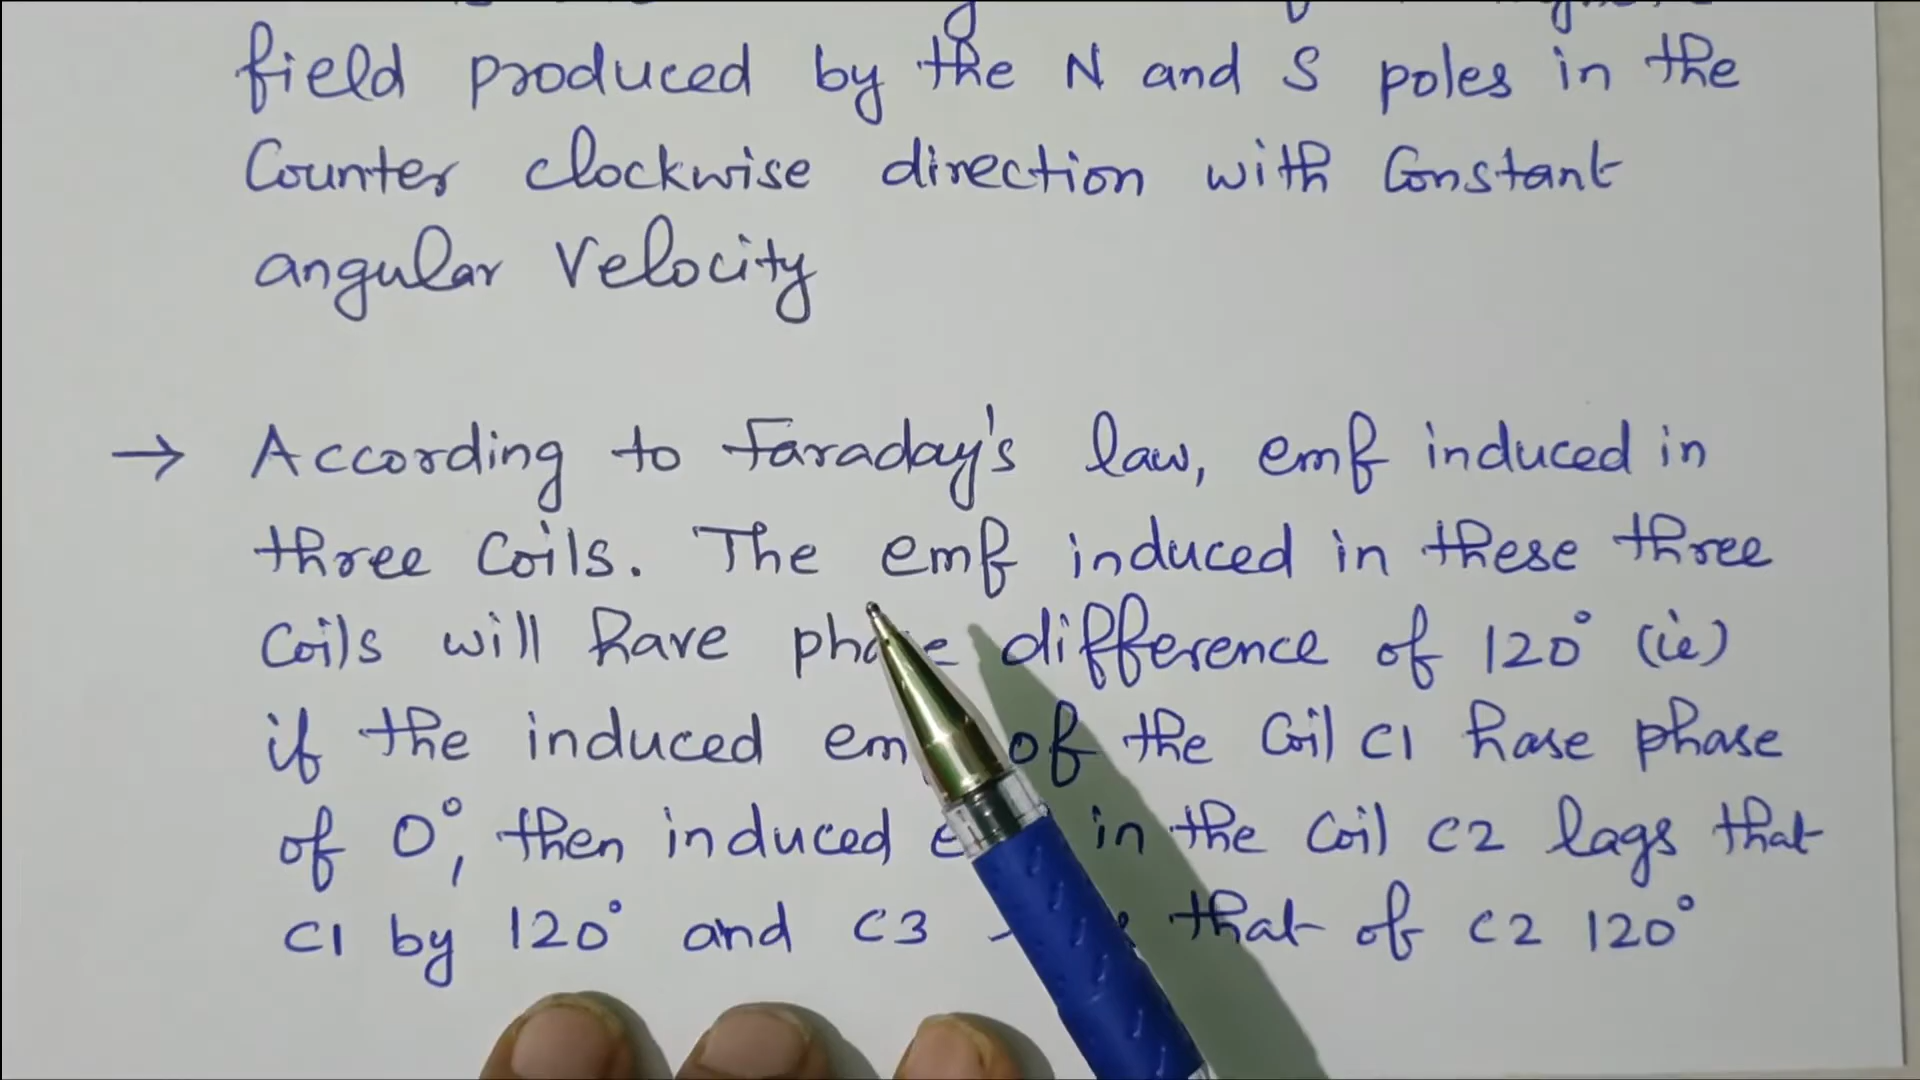 field produced by the N and S poles in the
Counter clockwise direction with Constant
angular Velocity
→ According to Faraday's law, emf induced in
three Coils. The emf induced in these three
Coils will have difference of 120° (ie)
if the induced of the Coil C1 hase phase
of 0°, then induced in the Coil C2 lags that
C1 by 120° and C3 that of C2 120°